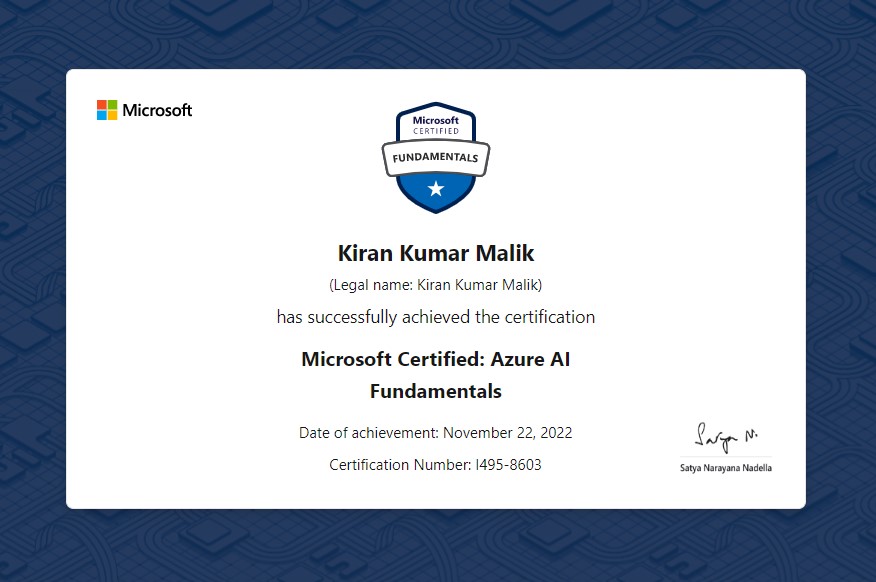 Microsoft
Microsoft
CERTIFIED
FUNDAMENTALS
Kiran Kumar Malik
(Legal name: Kiran Kumar Malik)
has successfully achieved the certification
Microsoft Certified: Azure AI
Fundamentals
Date of achievement: November 22, 2022
Certification Number: I495-8603
Satya N.
Satya Narayana Nadella